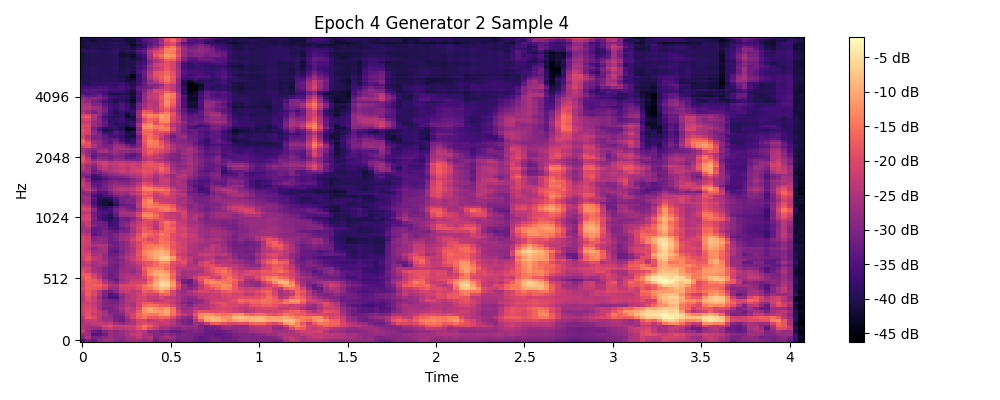 Epoch 4 Generator 2 Sample 4
Hz
4096
2048
1024
512
0
0 0.5 1 1.5 2 2.5 3 3.5 4
Time
-5 dB
-10 dB
-15 dB
-20 dB
-25 dB
-30 dB
-35 dB
-40 dB
-45 dB